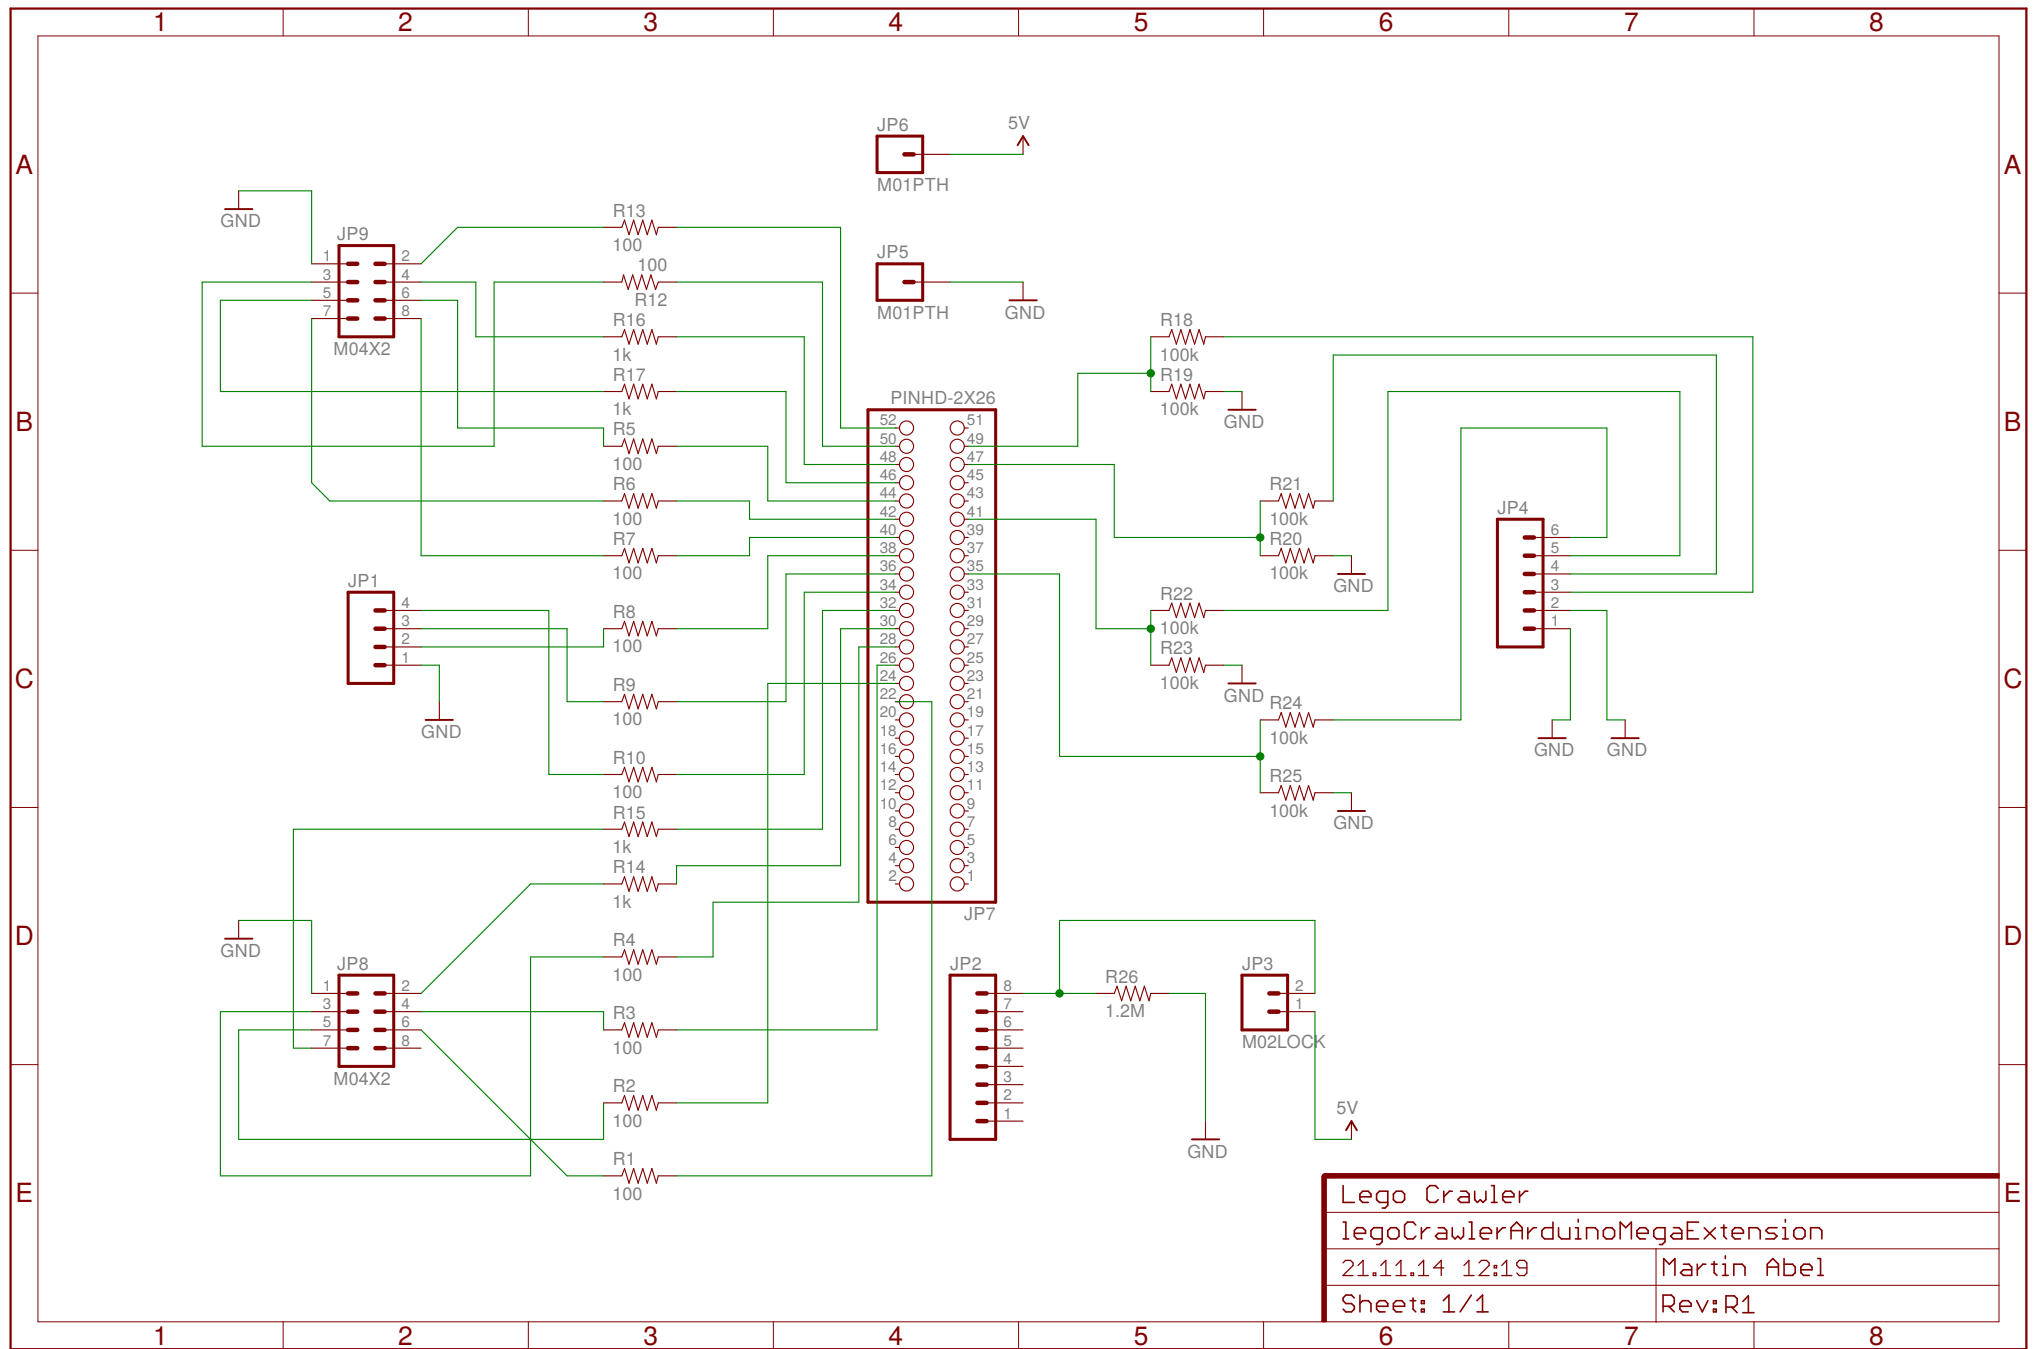 1 2 3 4 5 6 7 8
A A
B B
C C
D D
E E
1 2 3 4 5 6 7 8
JP6
M01PTH
5V
GND
JP9
1 2
3 4
5 6
7 8
M04X2
R13
100
100
R12
R16
1k
R17
1k
R5
100
R6
100
R7
100
JP5
M01PTH
GND
JP1
4
3
2
1
GND
R8
100
R9
100
R10
100
R15
1k
R14
1k
R4
100
R3
100
R2
100
R1
100
GND
JP8
1 2
3 4
5 6
7 8
M04X2
PINHD-2X26
52 51
50 49
48 47
46 45
44 43
42 41
40 39
38 37
36 35
34 33
32 31
30 29
28 27
26 25
24 23
22 21
20 19
18 17
16 15
14 13
12 11
10 9
8 7
6 5
4 3
2 1
JP7
R18
100k
R19
100k
GND
R21
100k
R20
100k
GND
R22
100k
R23
100k
GND
R24
100k
R25
100k
GND
JP4
6
5
4
3
2
1
GND GND
JP2
8
7
6
5
4
3
2
1
R26
1.2M
GND
JP3
2
1
M02LOCK
5V
Lego Crawler
legoCrawlerArduinoMegaExtension
21.11.14 12:19 Martin Abel
Sheet: 1/1 Rev:R1